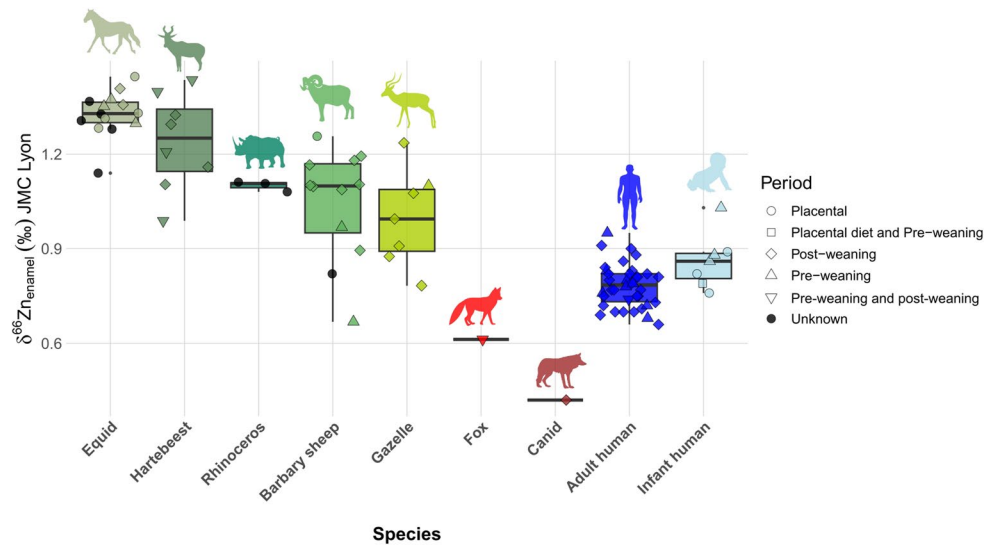 δ66Znenamel (‰) JMC Lyon
1.2
0.9
0.6
Equid
Hartebeest
Rhinoceros
Barbary sheep
Gazelle
Fox
Canid
Adult human
Infant human
Species
Period
Placental
Placental diet and Pre−weaning
Post−weaning
Pre−weaning
Pre-weaning and post-weaning
Unknown